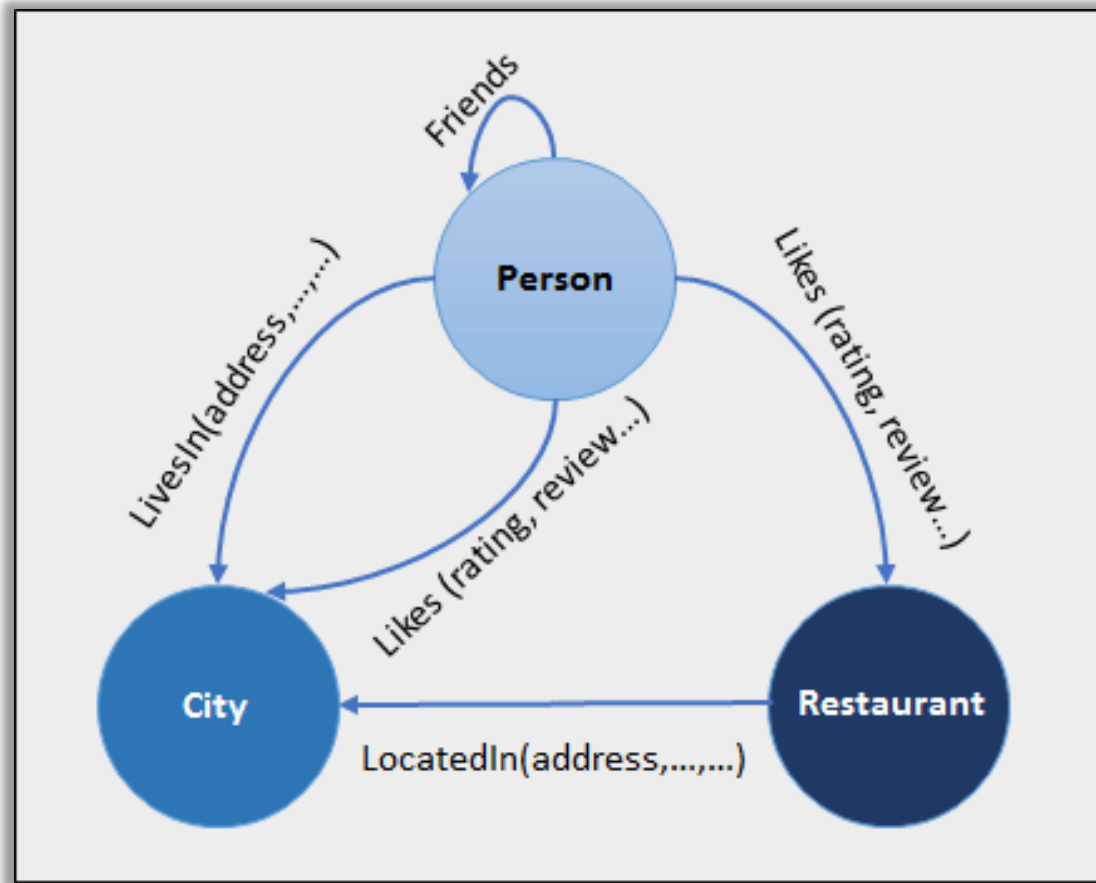 Friends
Person
LivesIn(address,...,...)
Likes (rating, review...)
Likes (rating, review...)
City
Restaurant
LocatedIn(address,...,...)